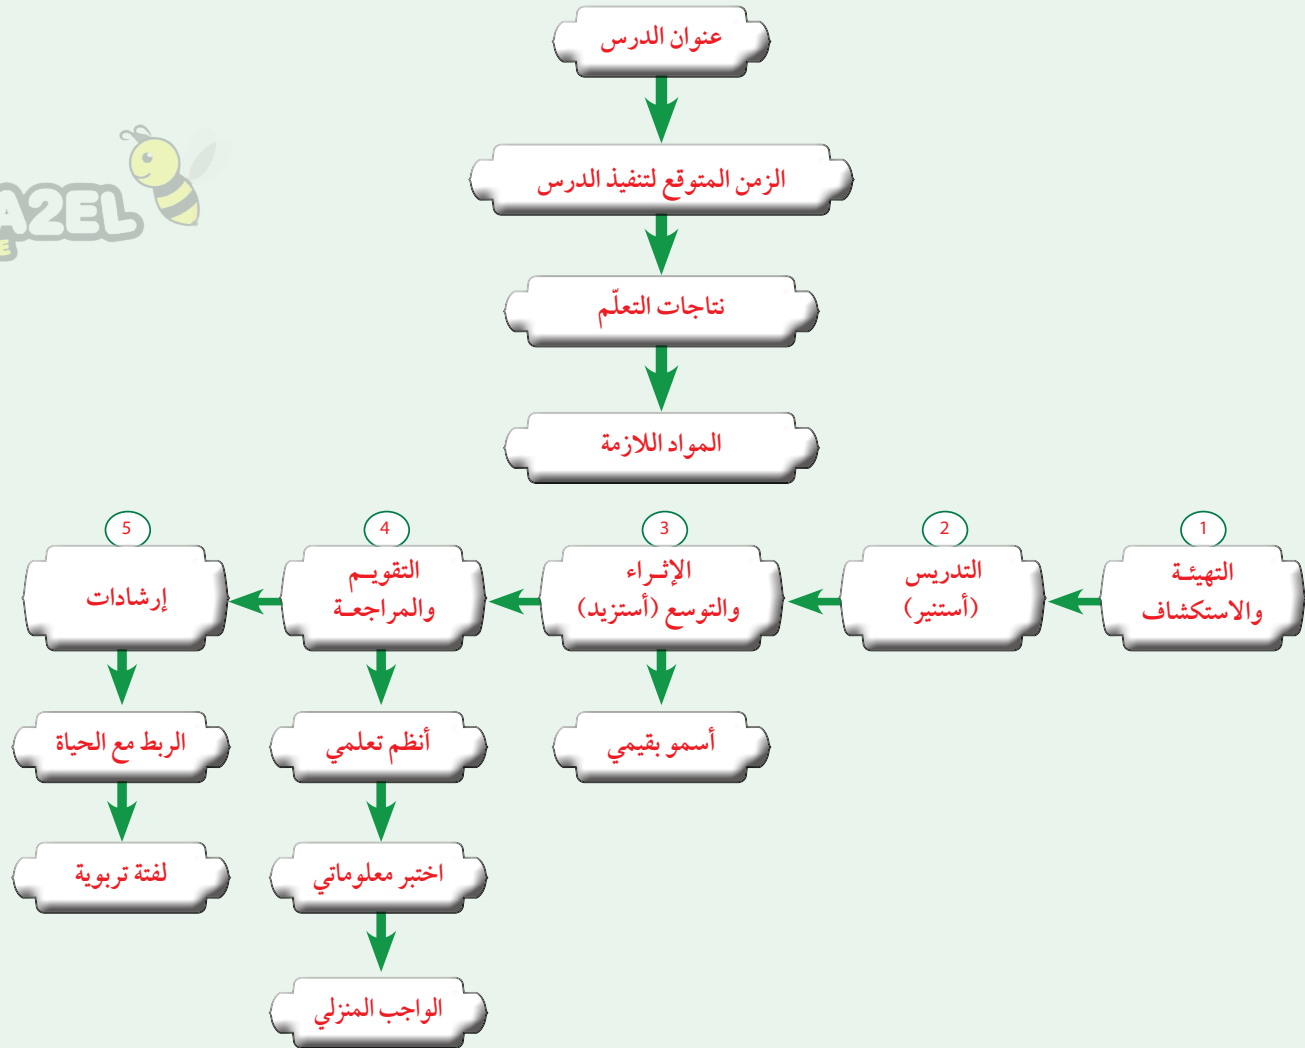 عنوان الدرس
A2EL
E
الزمن المتوقع لتنفيذ الدرس
نتاجات التعلّم
المواد اللازمة
1
التهيئـة
والاستكشاف
2
التدريس
(أستنير)
3
الإثـراء
والتوسع (أستزيد)
4
التقويـم
والمراجعـة
5
إرشادات
أسمو بقيمي
أنظم تعلمي
الربط مع الحياة
اختبر معلوماتي
لفتة تربوية
الواجب المنزلي